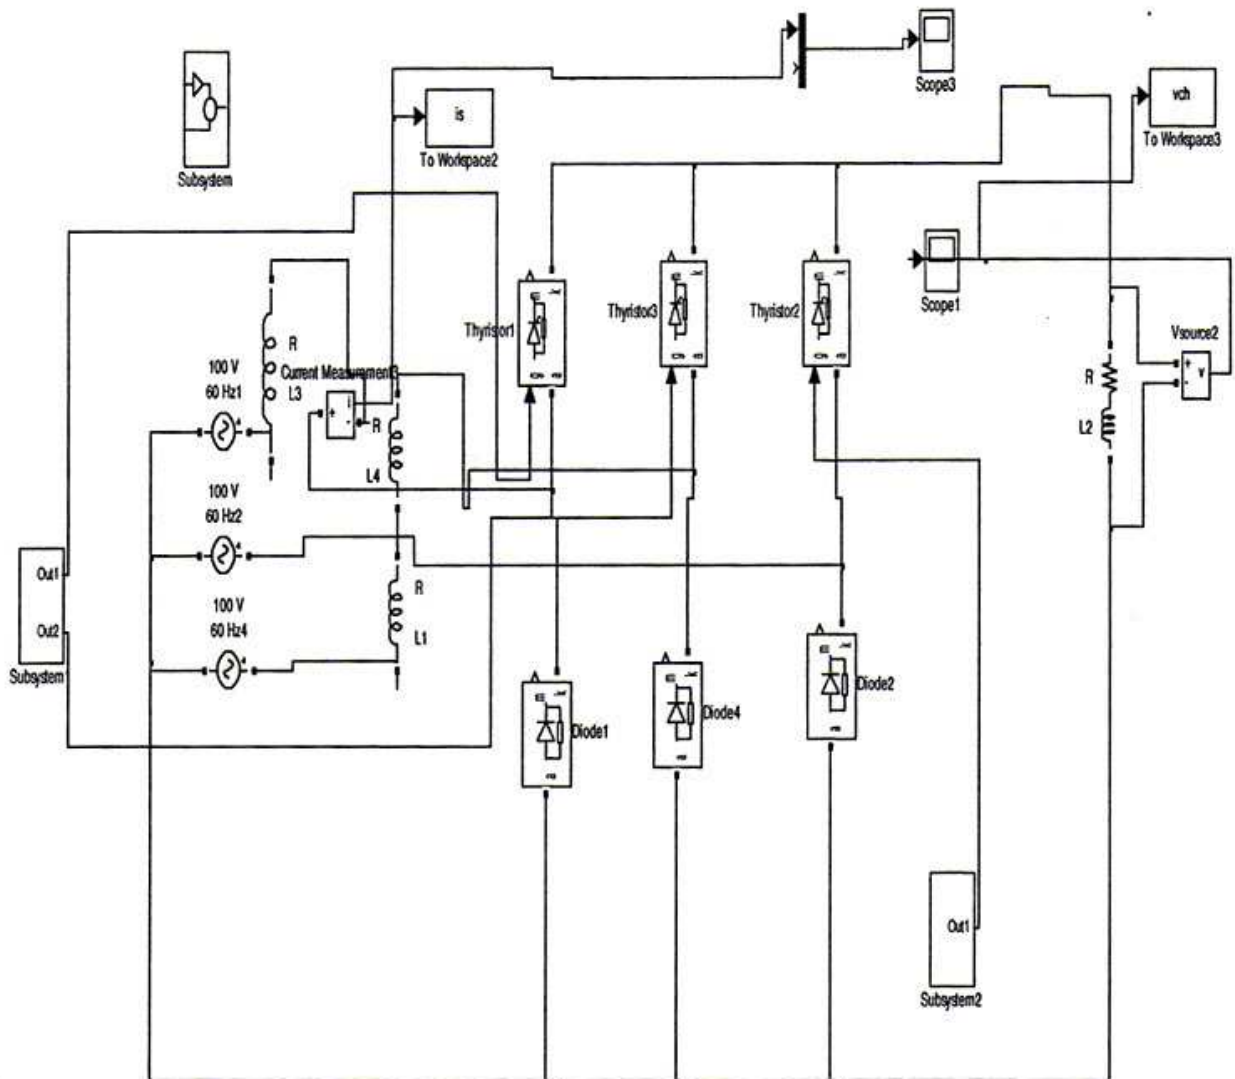 Scope3
is
To Workspace2
vch
To Workspace3
Subsystem
Scope1
m
k
g
a
Thyristor1
m
k
g
a
Thyristor3
m
k
g
a
Thyristor2
Vsource2
+
-
v
R
L2
R
L3
100 V
60 Hz1
Current Measurement3
+
i
-
R
L4
100 V
60 Hz2
Out1
Out2
Subsystem1
100 V
60 Hz4
R
L1
m
k
a
Diode1
m
k
a
Diode4
m
k
a
Diode2
Out1
Subsystem2